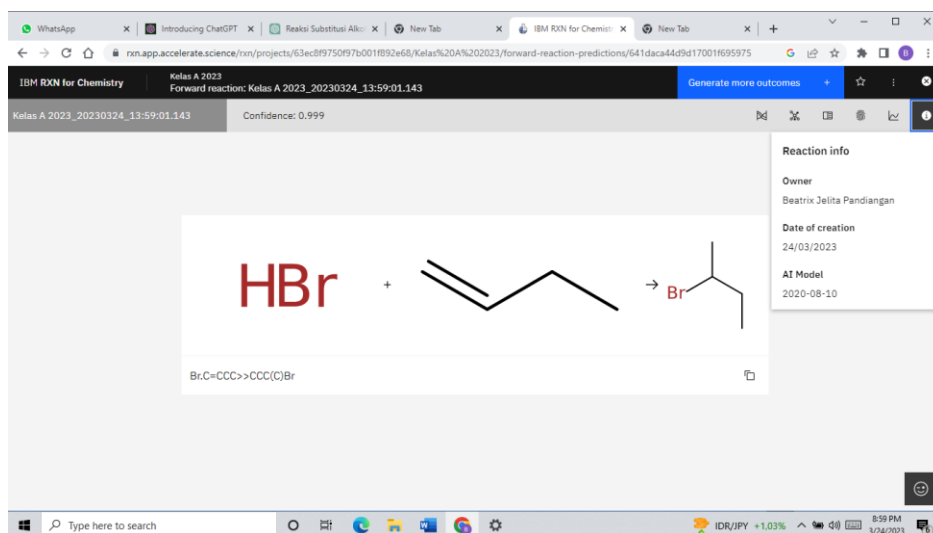 WhatsApp
Introducing ChatGPT
Reaksi Substitusi Alko
New Tab
IBM RXN for Chemist
New Tab
rxn.app.accelerate.science/rxn/projects/63ec8f9750f97b001f892e68/Kelas%20A%202023/forward-reaction-predictions/641daca44d9d17001f695975
B
IBM RXN for Chemistry
Kelas A 2023
Forward reaction: Kelas A 2023_20230324_13:59:01.143
Generate more outcomes +
Kelas A 2023_20230324_13:59:01.143
Confidence: 0.999
Reaction info
Owner
Beatrix Jelita Pandiangan
Date of creation
24/03/2023
AI Model
2020-08-10
HBr + → Br
Br.C=CCC>>CCC(C)Br
Type here to search
IDR/JPY +1,03%
8:59 PM
3/24/2023